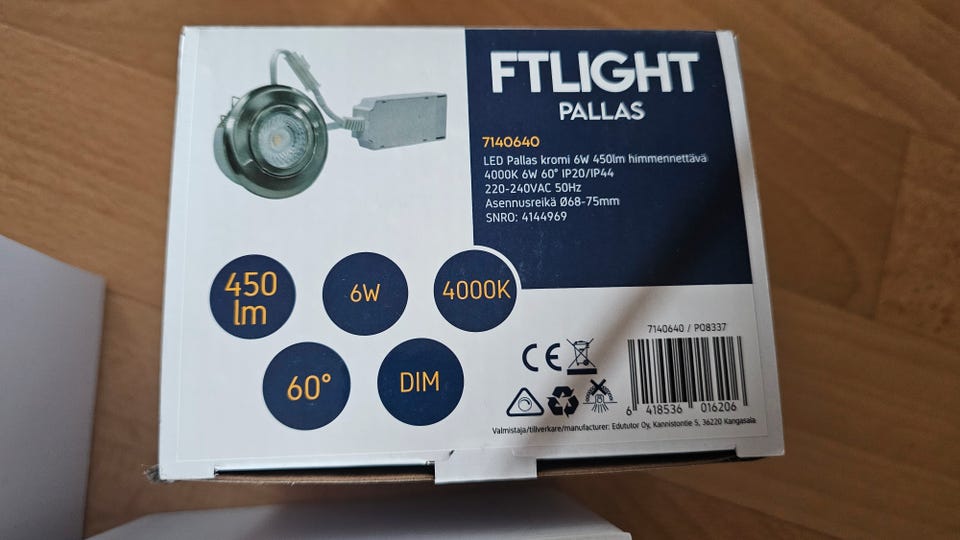 FTLIGHT
PALLAS
7140640
LED Pallas kromi 6W 450lm himmennettävä
4000K 6W 60° IP20/IP44
220-240VAC 50Hz
Asennusreikä Ø68-75mm
SNRO: 4144969
450
lm
6W
4000K
60°
DIM
7140640 / P08337
CE
6 418536 016206
Valmistaja/tillverkare/manufacturer: Edututor Oy, Kannistontie 5, 36220 Kangasala